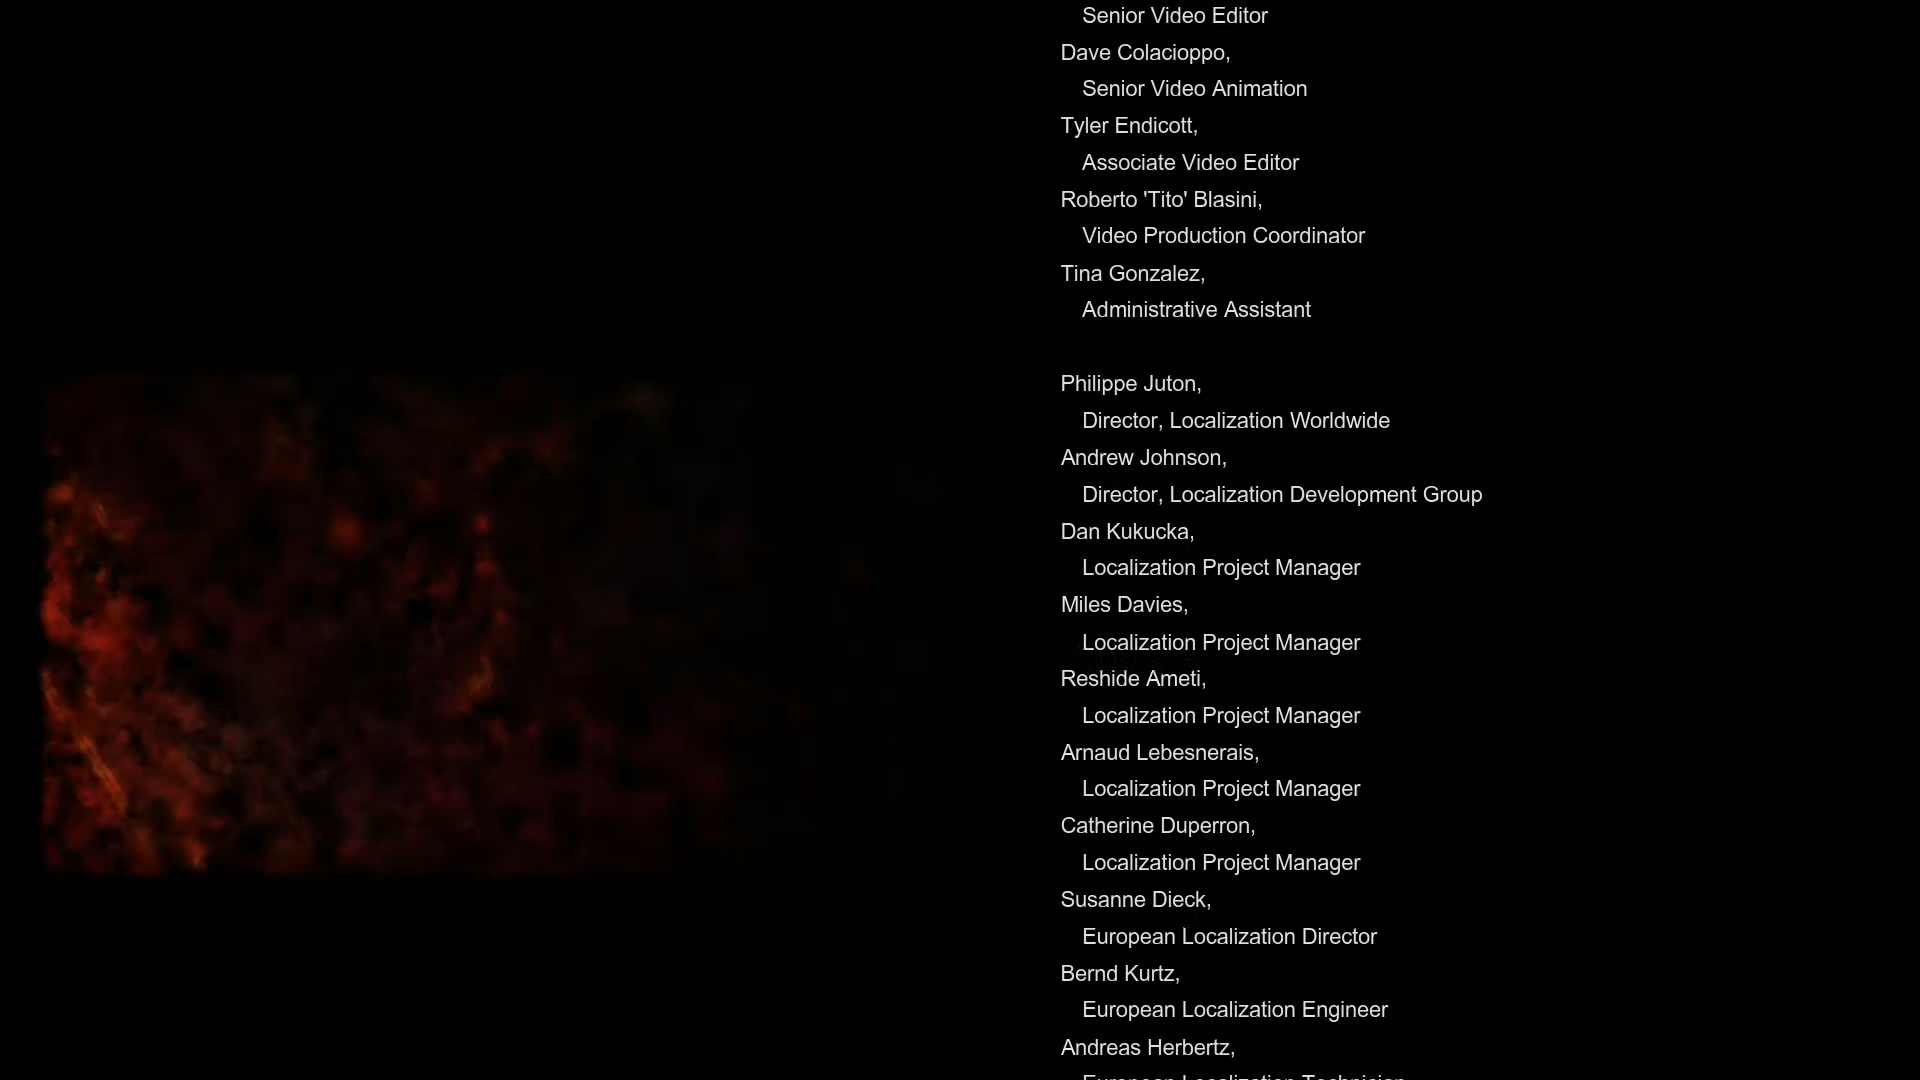 Senior Video Editor
Dave Colacioppo,
Senior Video Animation
Tyler Endicott,
Associate Video Editor
Roberto 'Tito' Blasini,
Video Production Coordinator
Tina Gonzalez,
Administrative Assistant
Philippe Juton,
Director, Localization Worldwide
Andrew Johnson,
Director, Localization Development Group
Dan Kukucka,
Localization Project Manager
Miles Davies,
Localization Project Manager
Reshide Ameti,
Localization Project Manager
Arnaud Lebesnerais,
Localization Project Manager
Catherine Duperron,
Localization Project Manager
Susanne Dieck,
European Localization Director
Bernd Kurtz,
European Localization Engineer
Andreas Herbertz,
European Localization Technician